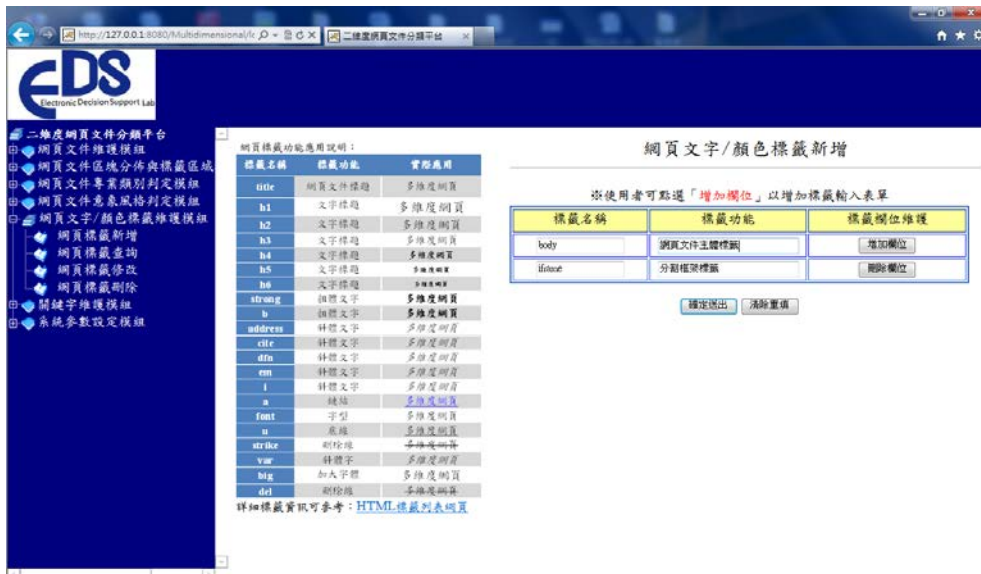 http://127.0.0.1:8080/Multidimensional/lc
二維度網頁文件分類平台
EDS
Electronic Decision Support Lab
二維度網頁文件分類平台
網頁文件維護模組
網頁文件區塊分佈與標籤區域
網頁文件專業類別判定模組
網頁文件意象風格判定模組
網頁文字/顏色標籤維護模組
網頁標籤新增
網頁標籤查詢
網頁標籤修改
網頁標籤刪除
關鍵字維護模組
系統參數設定模組
網頁標籤功能應用說明：
標籤名稱 標籤功能 實際應用
title 網頁文件標題 多維度網頁
h1 文字標題 多維度網頁
h2 文字標題 多維度網頁
h3 文字標題 多維度網頁
h4 文字標題 多維度網頁
h5 文字標題 多維度網頁
h6 文字標題 多維度網頁
strong 粗體文字 多維度網頁
b 粗體文字 多維度網頁
address 斜體文字 多維度網頁
cite 斜體文字 多維度網頁
dfn 斜體文字 多維度網頁
em 斜體文字 多維度網頁
i 斜體文字 多維度網頁
a 鏈結 多維度網頁
font 字型 多維度網頁
u 底線 多維度網頁
strike 刪除線 多維度網頁
var 斜體字 多維度網頁
big 加大字體 多維度網頁
del 刪除線 多維度網頁
詳細標籤資訊可參考：HTML標籤列表網頁
網頁文字/顏色標籤新增
※使用者可點選「增加欄位」以增加標籤輸入表單
標籤名稱 標籤功能 標籤欄位維護
body 網頁文件主體標籤 增加欄位
iframe 分割框架標籤 刪除欄位
確定送出 清除重填